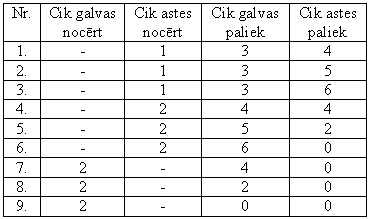 Nr. Cik galvas nocērt Cik astes nocērt Cik galvas paliek Cik astes paliek
1. - 1 3 4
2. - 1 3 5
3. - 1 3 6
4. - 2 4 4
5. - 2 5 2
6. - 2 6 0
7. 2 - 4 0
8. 2 - 2 0
9. 2 - 0 0